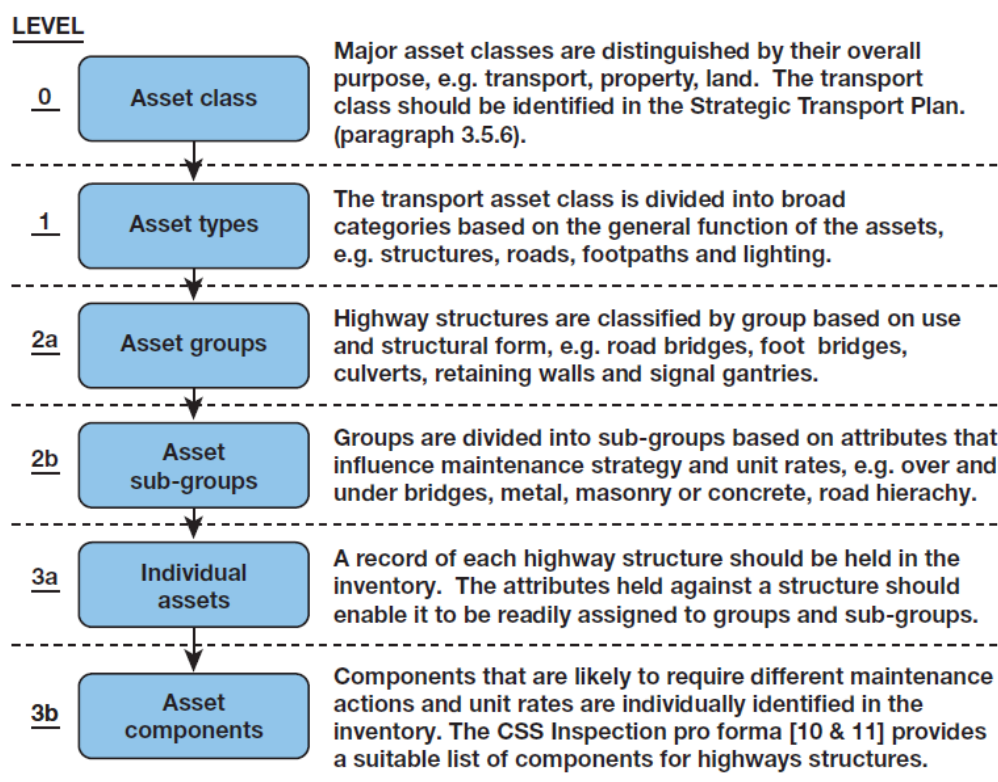 LEVEL
0
Asset class
Major asset classes are distinguished by their overall
purpose, e.g. transport, property, land. The transport
class should be identified in the Strategic Transport Plan.
(paragraph 3.5.6).
1
Asset types
The transport asset class is divided into broad
categories based on the general function of the assets,
e.g. structures, roads, footpaths and lighting.
2a
Asset groups
Highway structures are classified by group based on use
and structural form, e.g. road bridges, foot bridges,
culverts, retaining walls and signal gantries.
2b
Asset
sub-groups
Groups are divided into sub-groups based on attributes that
influence maintenance strategy and unit rates, e.g. over and
under bridges, metal, masonry or concrete, road hierachy.
3a
Individual
assets
A record of each highway structure should be held in the
inventory. The attributes held against a structure should
enable it to be readily assigned to groups and sub-groups.
3b
Asset
components
Components that are likely to require different maintenance
actions and unit rates are individually identified in the
inventory. The CSS Inspection pro forma [10 & 11] provides
a suitable list of components for highways structures.